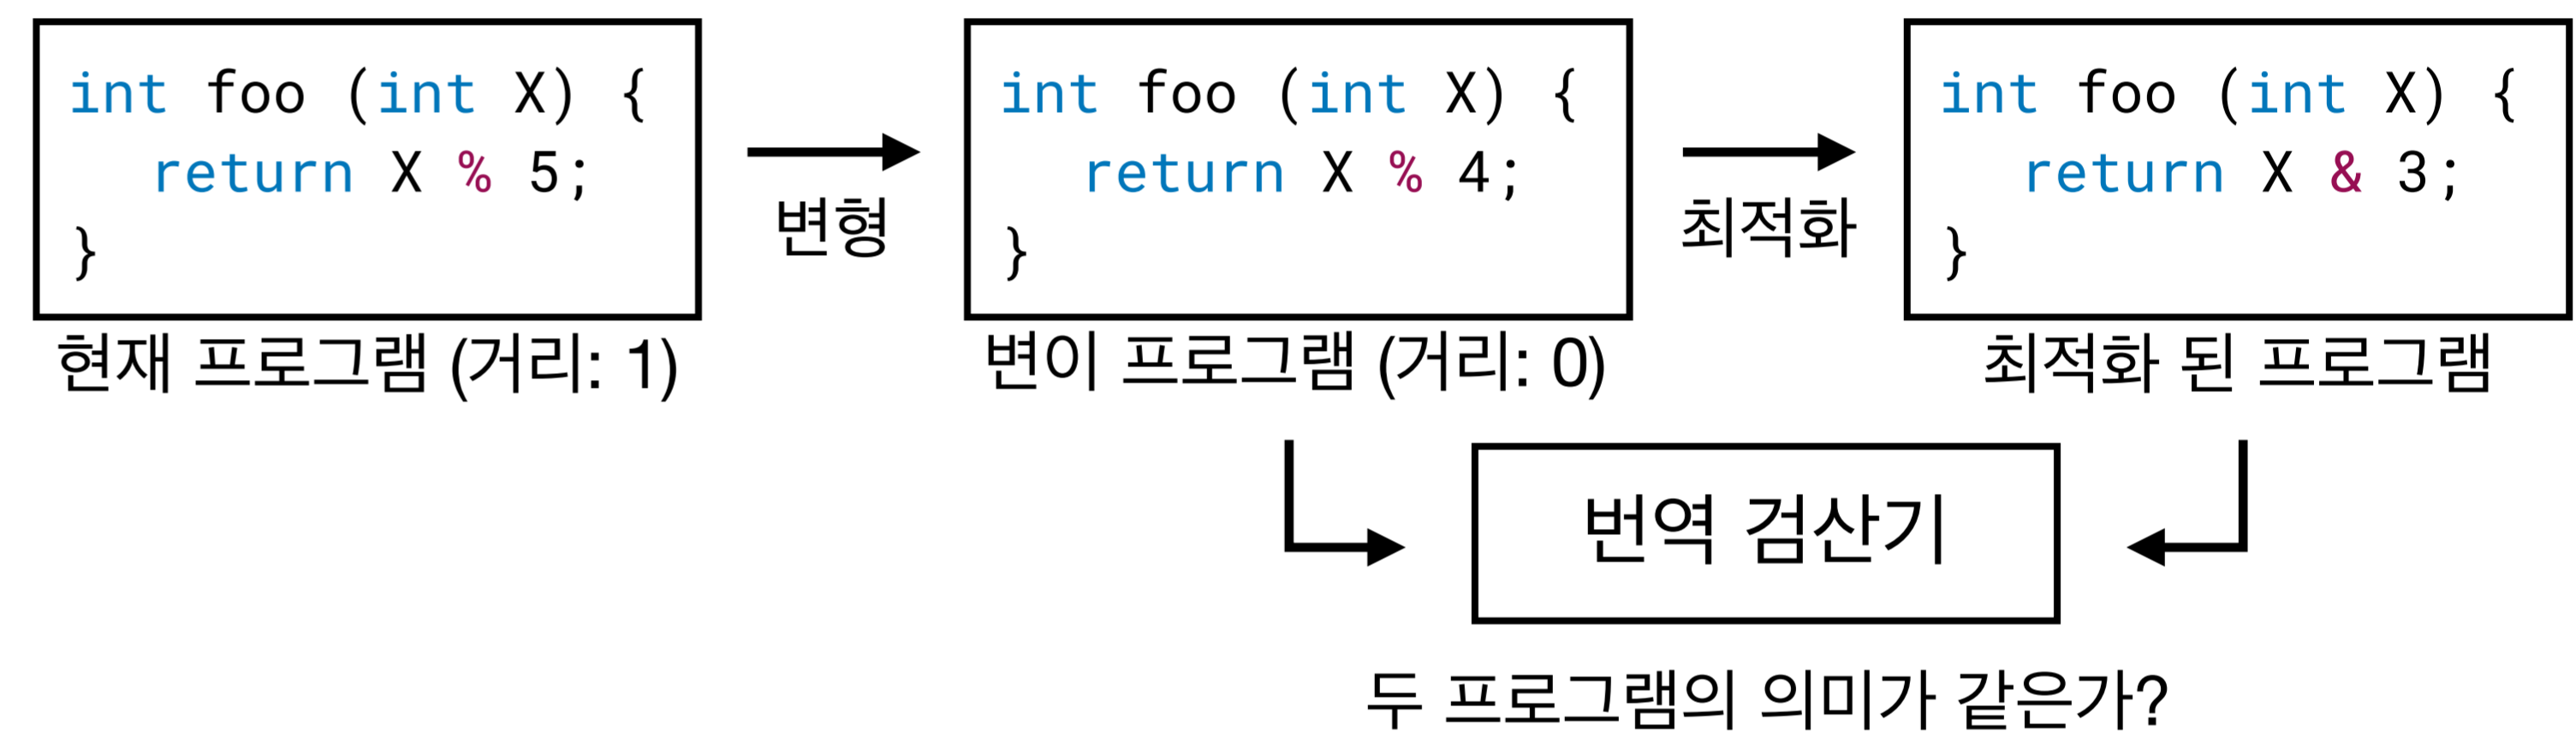 int foo (int X) {
  return X % 5;
}
현재 프로그램 (거리: 1)
변형
int foo (int X) {
  return X % 4;
}
변이 프로그램 (거리: 0)
최적화
int foo (int X) {
  return X & 3;
}
최적화 된 프로그램
번역 검산기
두 프로그램의 의미가 같은가?